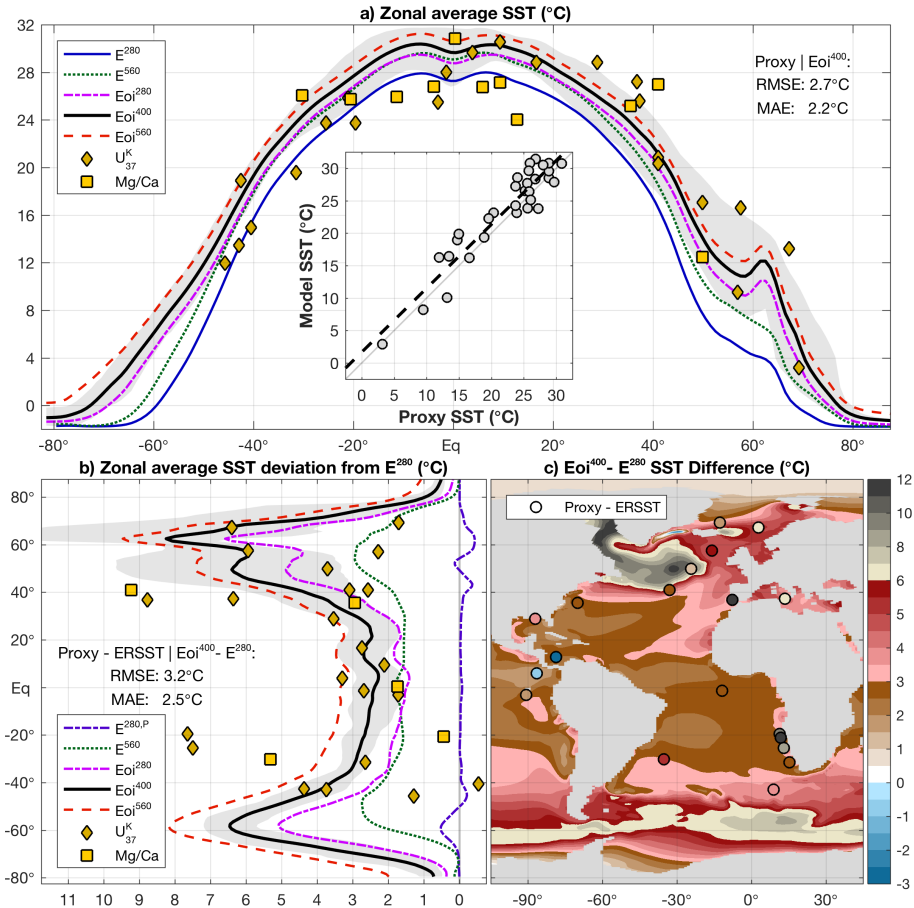 a) Zonal average SST (°C)
32
28
24
20
16
12
8
4
0
E²⁸⁰
E⁵⁶⁰
Eoi²⁸⁰
Eoi⁴⁰⁰
Eoi⁵⁶⁰
U₃₇ᴷ
Mg/Ca
Proxy | Eoi⁴⁰⁰:
RMSE: 2.7°C
MAE: 2.2°C
Model SST (°C)
30
25
20
15
10
5
0
0 5 10 15 20 25 30
Proxy SST (°C)
-80 -60 -40 -20 Eq 20 40 60 80
b) Zonal average SST deviation from E²⁸⁰ (°C)
80°
60°
40°
20°
Eq
-20°
-40°
-60°
-80°
Proxy - ERSST | Eoi⁴⁰⁰- E²⁸⁰:
RMSE: 3.2°C
MAE: 2.5°C
E²⁸⁰,ᴾ
E⁵⁶⁰
Eoi²⁸⁰
Eoi⁴⁰⁰
Eoi⁵⁶⁰
U₃₇ᴷ
Mg/Ca
11 10 9 8 7 6 5 4 3 2 1 0
c) Eoi⁴⁰⁰- E²⁸⁰ SST Difference (°C)
Proxy - ERSST
-90° -60° -30° 0° 30°
12
10
9
8
7
6
5
4
3
2
1
0
-1
-2
-3